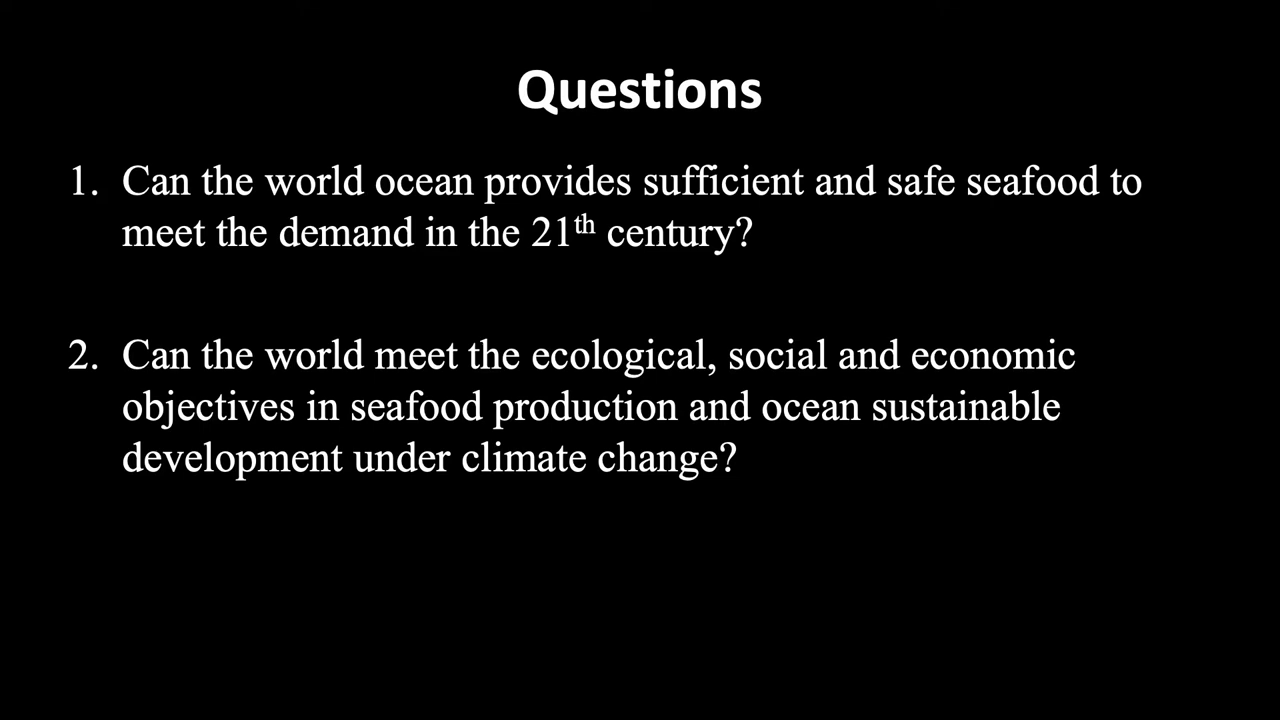 Questions
1. Can the world ocean provides sufficient and safe seafood to
meet the demand in the 21th century?
2. Can the world meet the ecological, social and economic
objectives in seafood production and ocean sustainable
development under climate change?